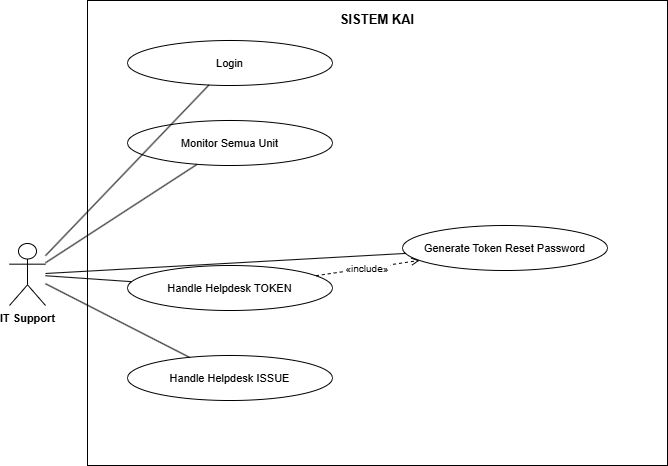 SISTEM KAI
Login
Monitor Semua Unit
Generate Token Reset Password
«include»
Handle Helpdesk TOKEN
IT Support
Handle Helpdesk ISSUE